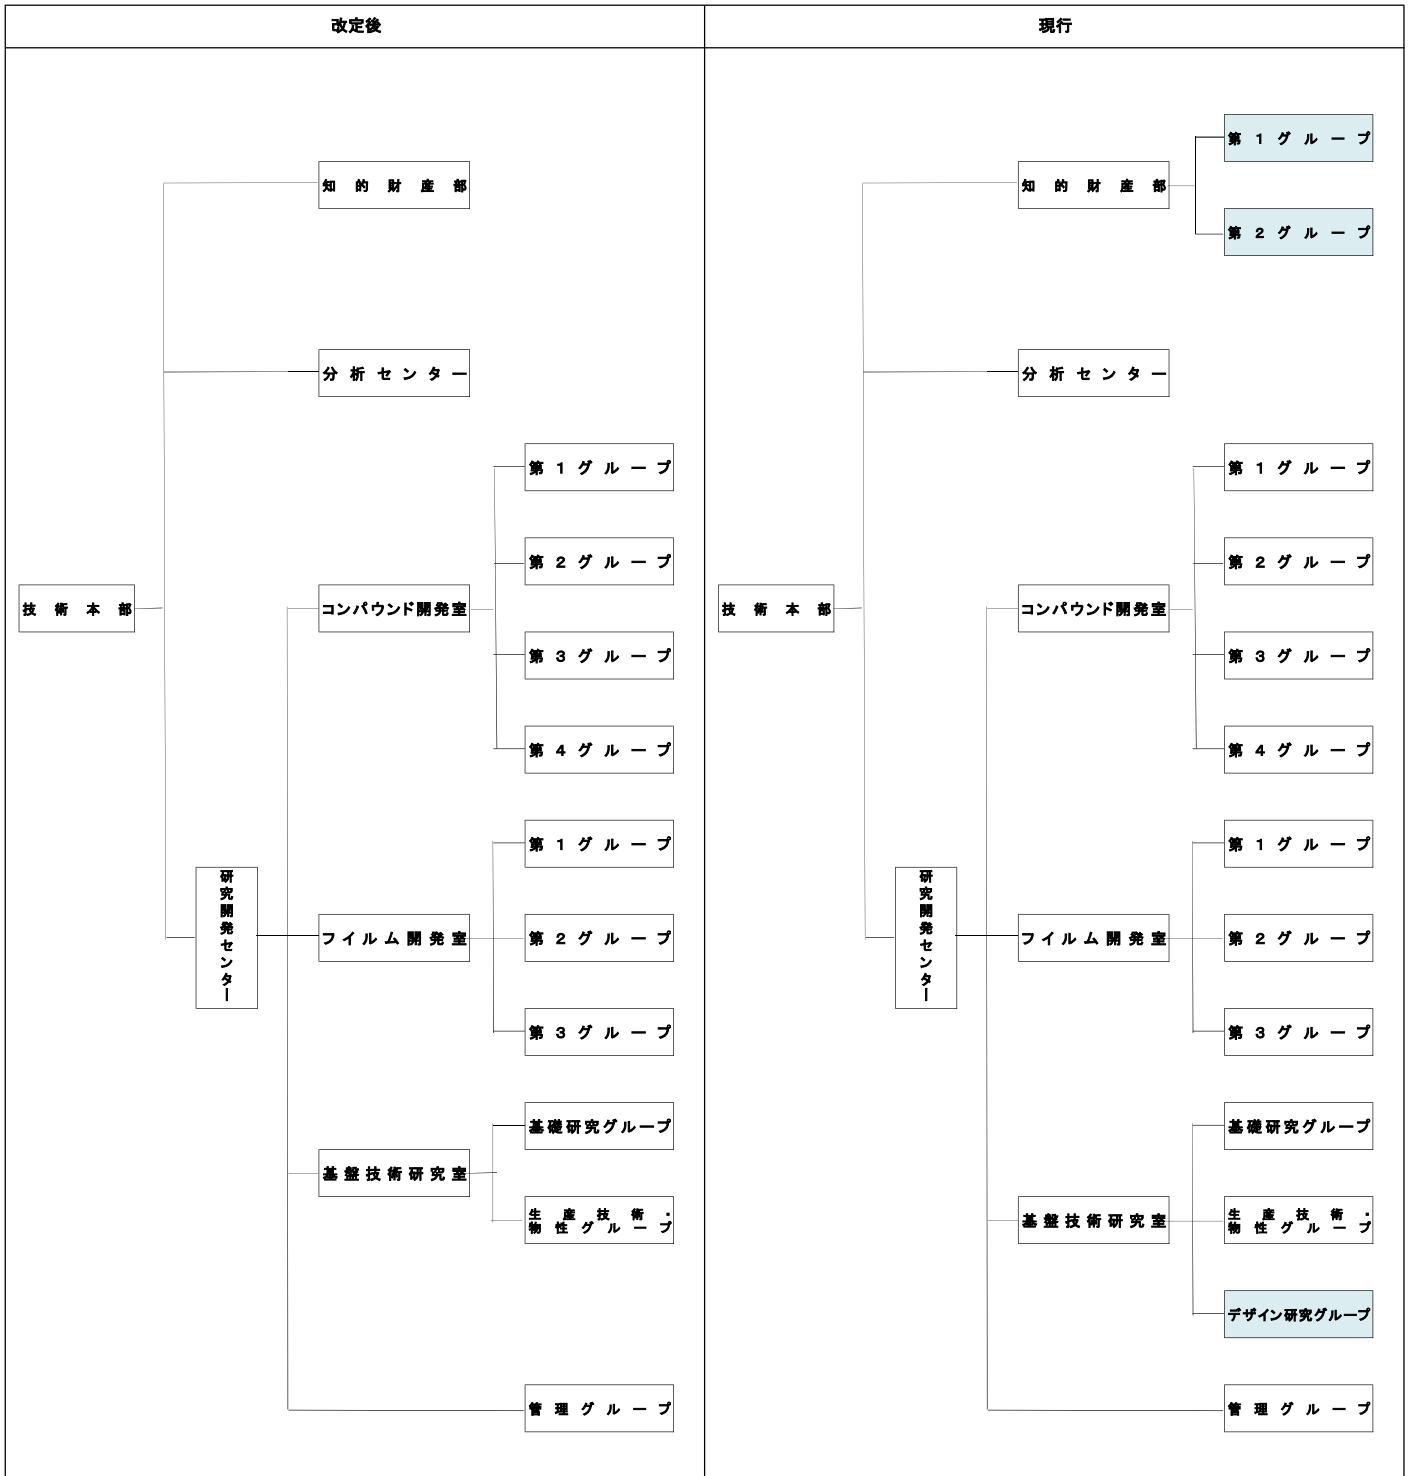 改定後
知的財産部
分析センター
第1グループ
第2グループ
技術本部
コンパウンド開発室
第3グループ
第4グループ
第1グループ
研究開発センター
フイルム開発室
第2グループ
第3グループ
基礎研究グループ
基盤技術研究室
生産技術・
物性グループ
管理グループ
現行
第1グループ
知的財産部
第2グループ
分析センター
第1グループ
第2グループ
技術本部
コンパウンド開発室
第3グループ
第4グループ
第1グループ
研究開発センター
フイルム開発室
第2グループ
第3グループ
基礎研究グループ
基盤技術研究室
生産技術・
物性グループ
デザイン研究グループ
管理グループ